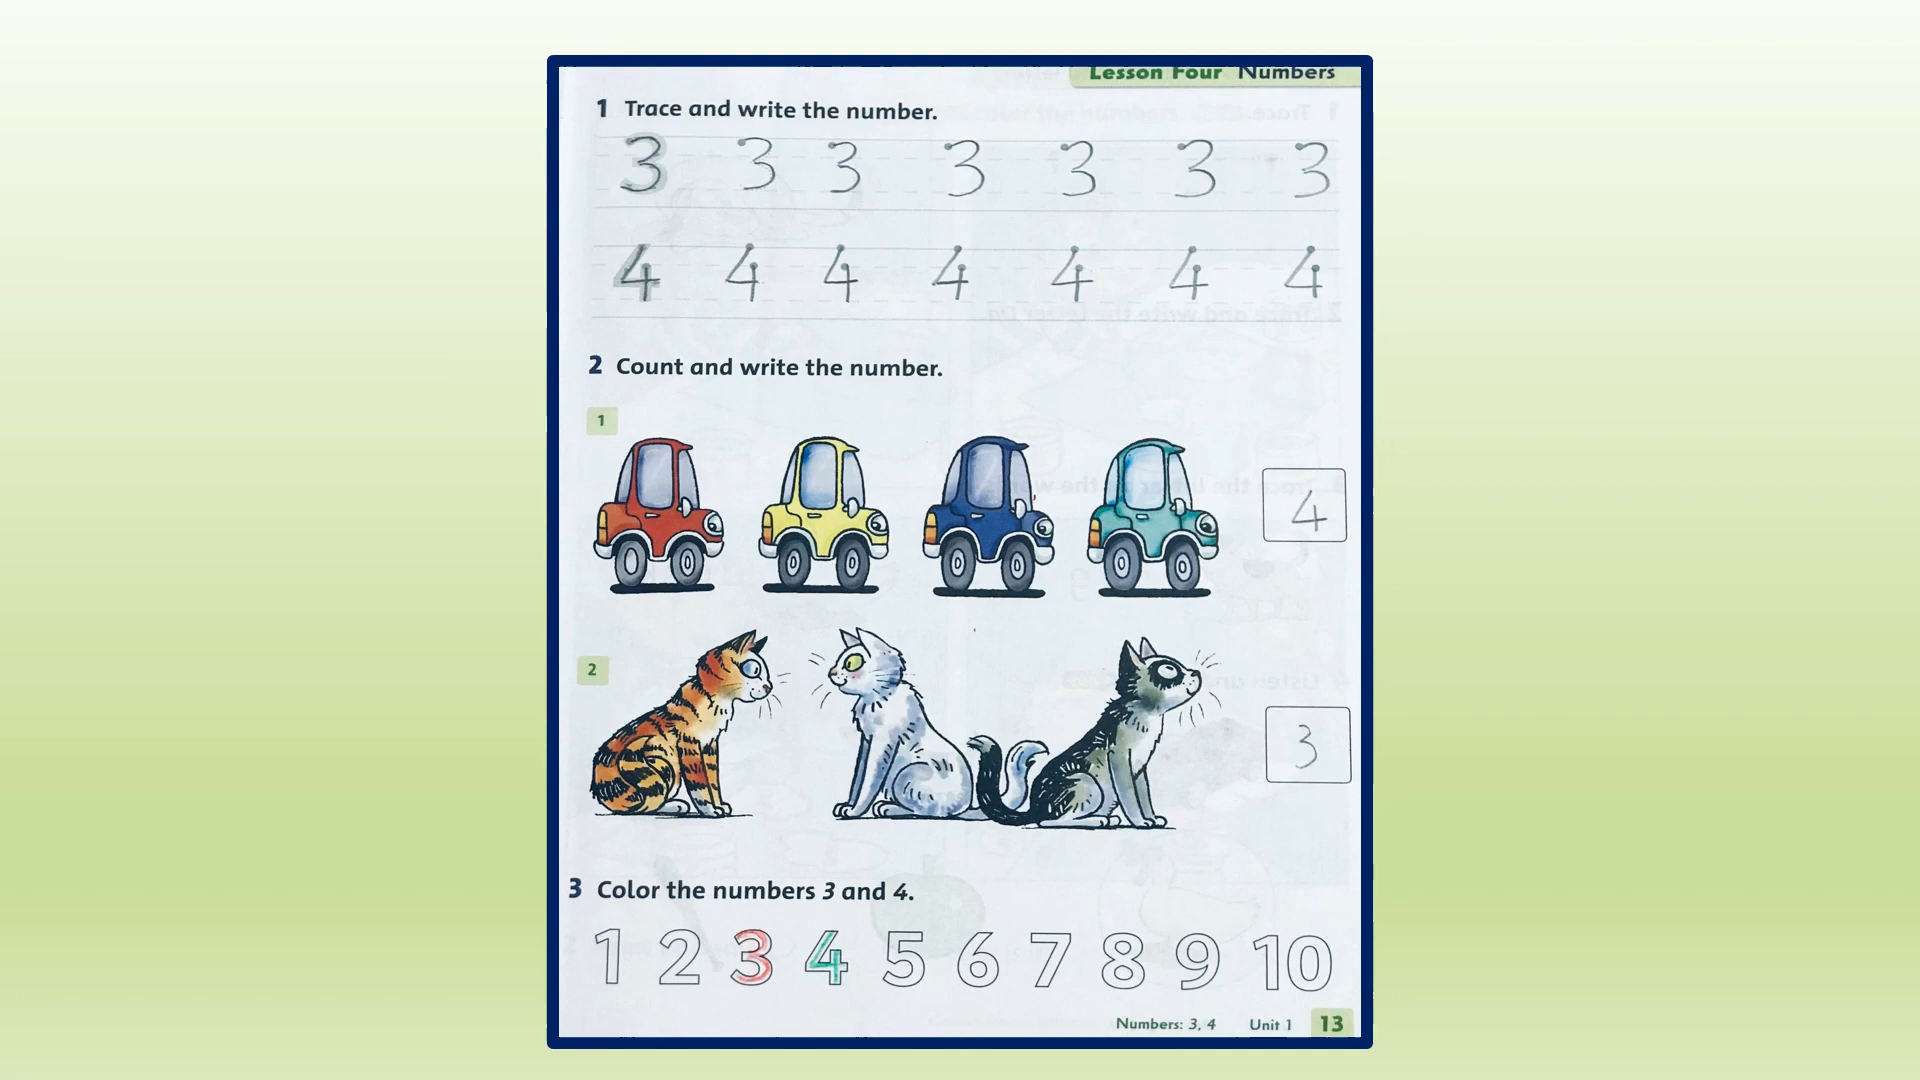 Lesson Four Numbers
1 Trace and write the number.
3 3 3 3 3 3 3
4 4 4 4 4 4 4
2 Count and write the number.
1
4
2
3
3 Color the numbers 3 and 4.
1 2 3 4 5 6 7 8 9 10
Numbers: 3, 4 Unit 1 13